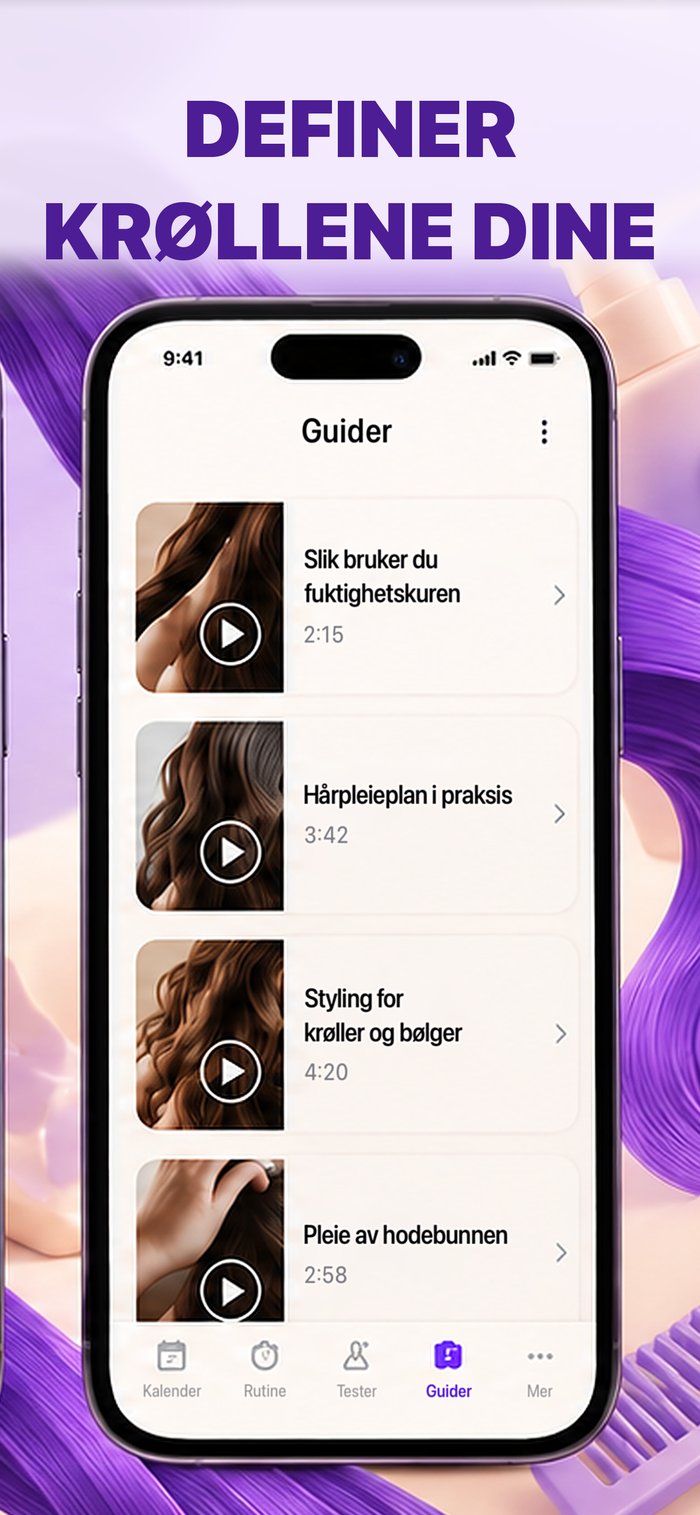 DEFINER
KRØLLENE DINE
9:41
Guider
Slik bruker du
fuktighetskuren
2:15
Hårpleieplan i praksis
3:42
Styling for
krøller og bølger
4:20
Pleie av hodebunnen
2:58
Kalender Rutine Tester Guider Mer